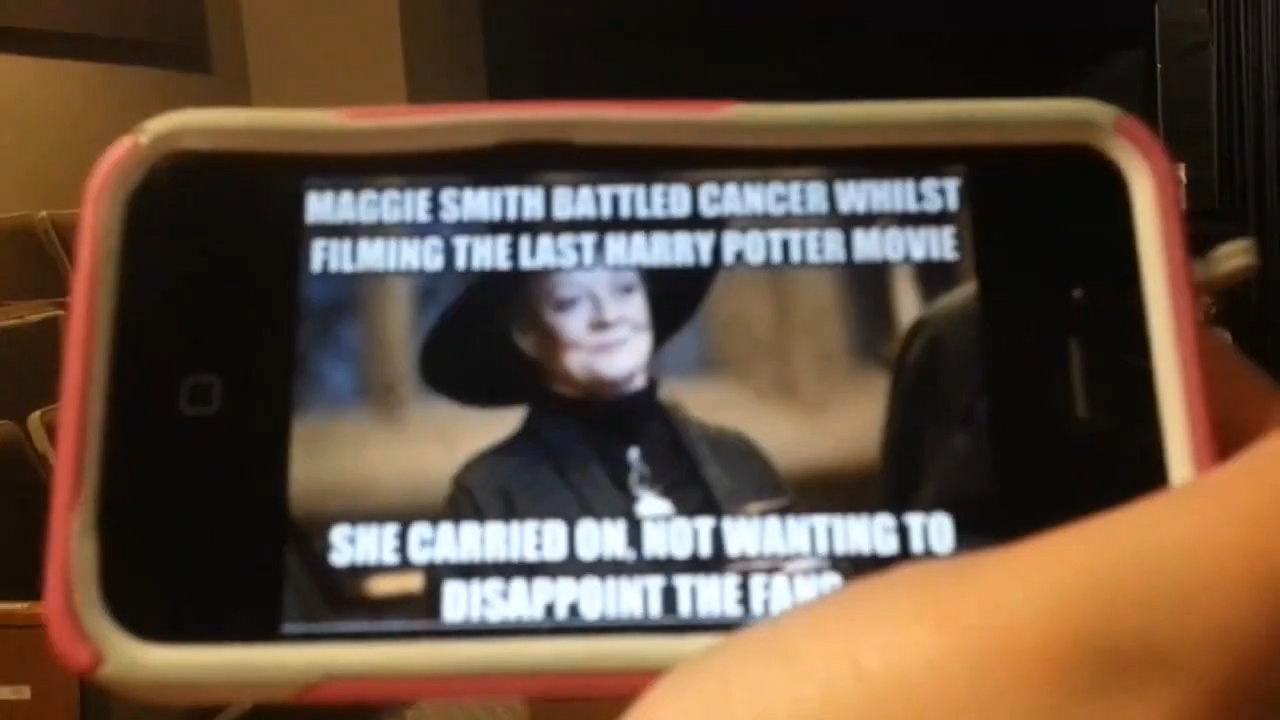 MAGGIE SMITH BATTLED CANCER WHILST
FILMING THE LAST HARRY POTTER MOVIE
SHE CARRIED ON, NOT WANTING TO
DISAPPOINT THE FANS